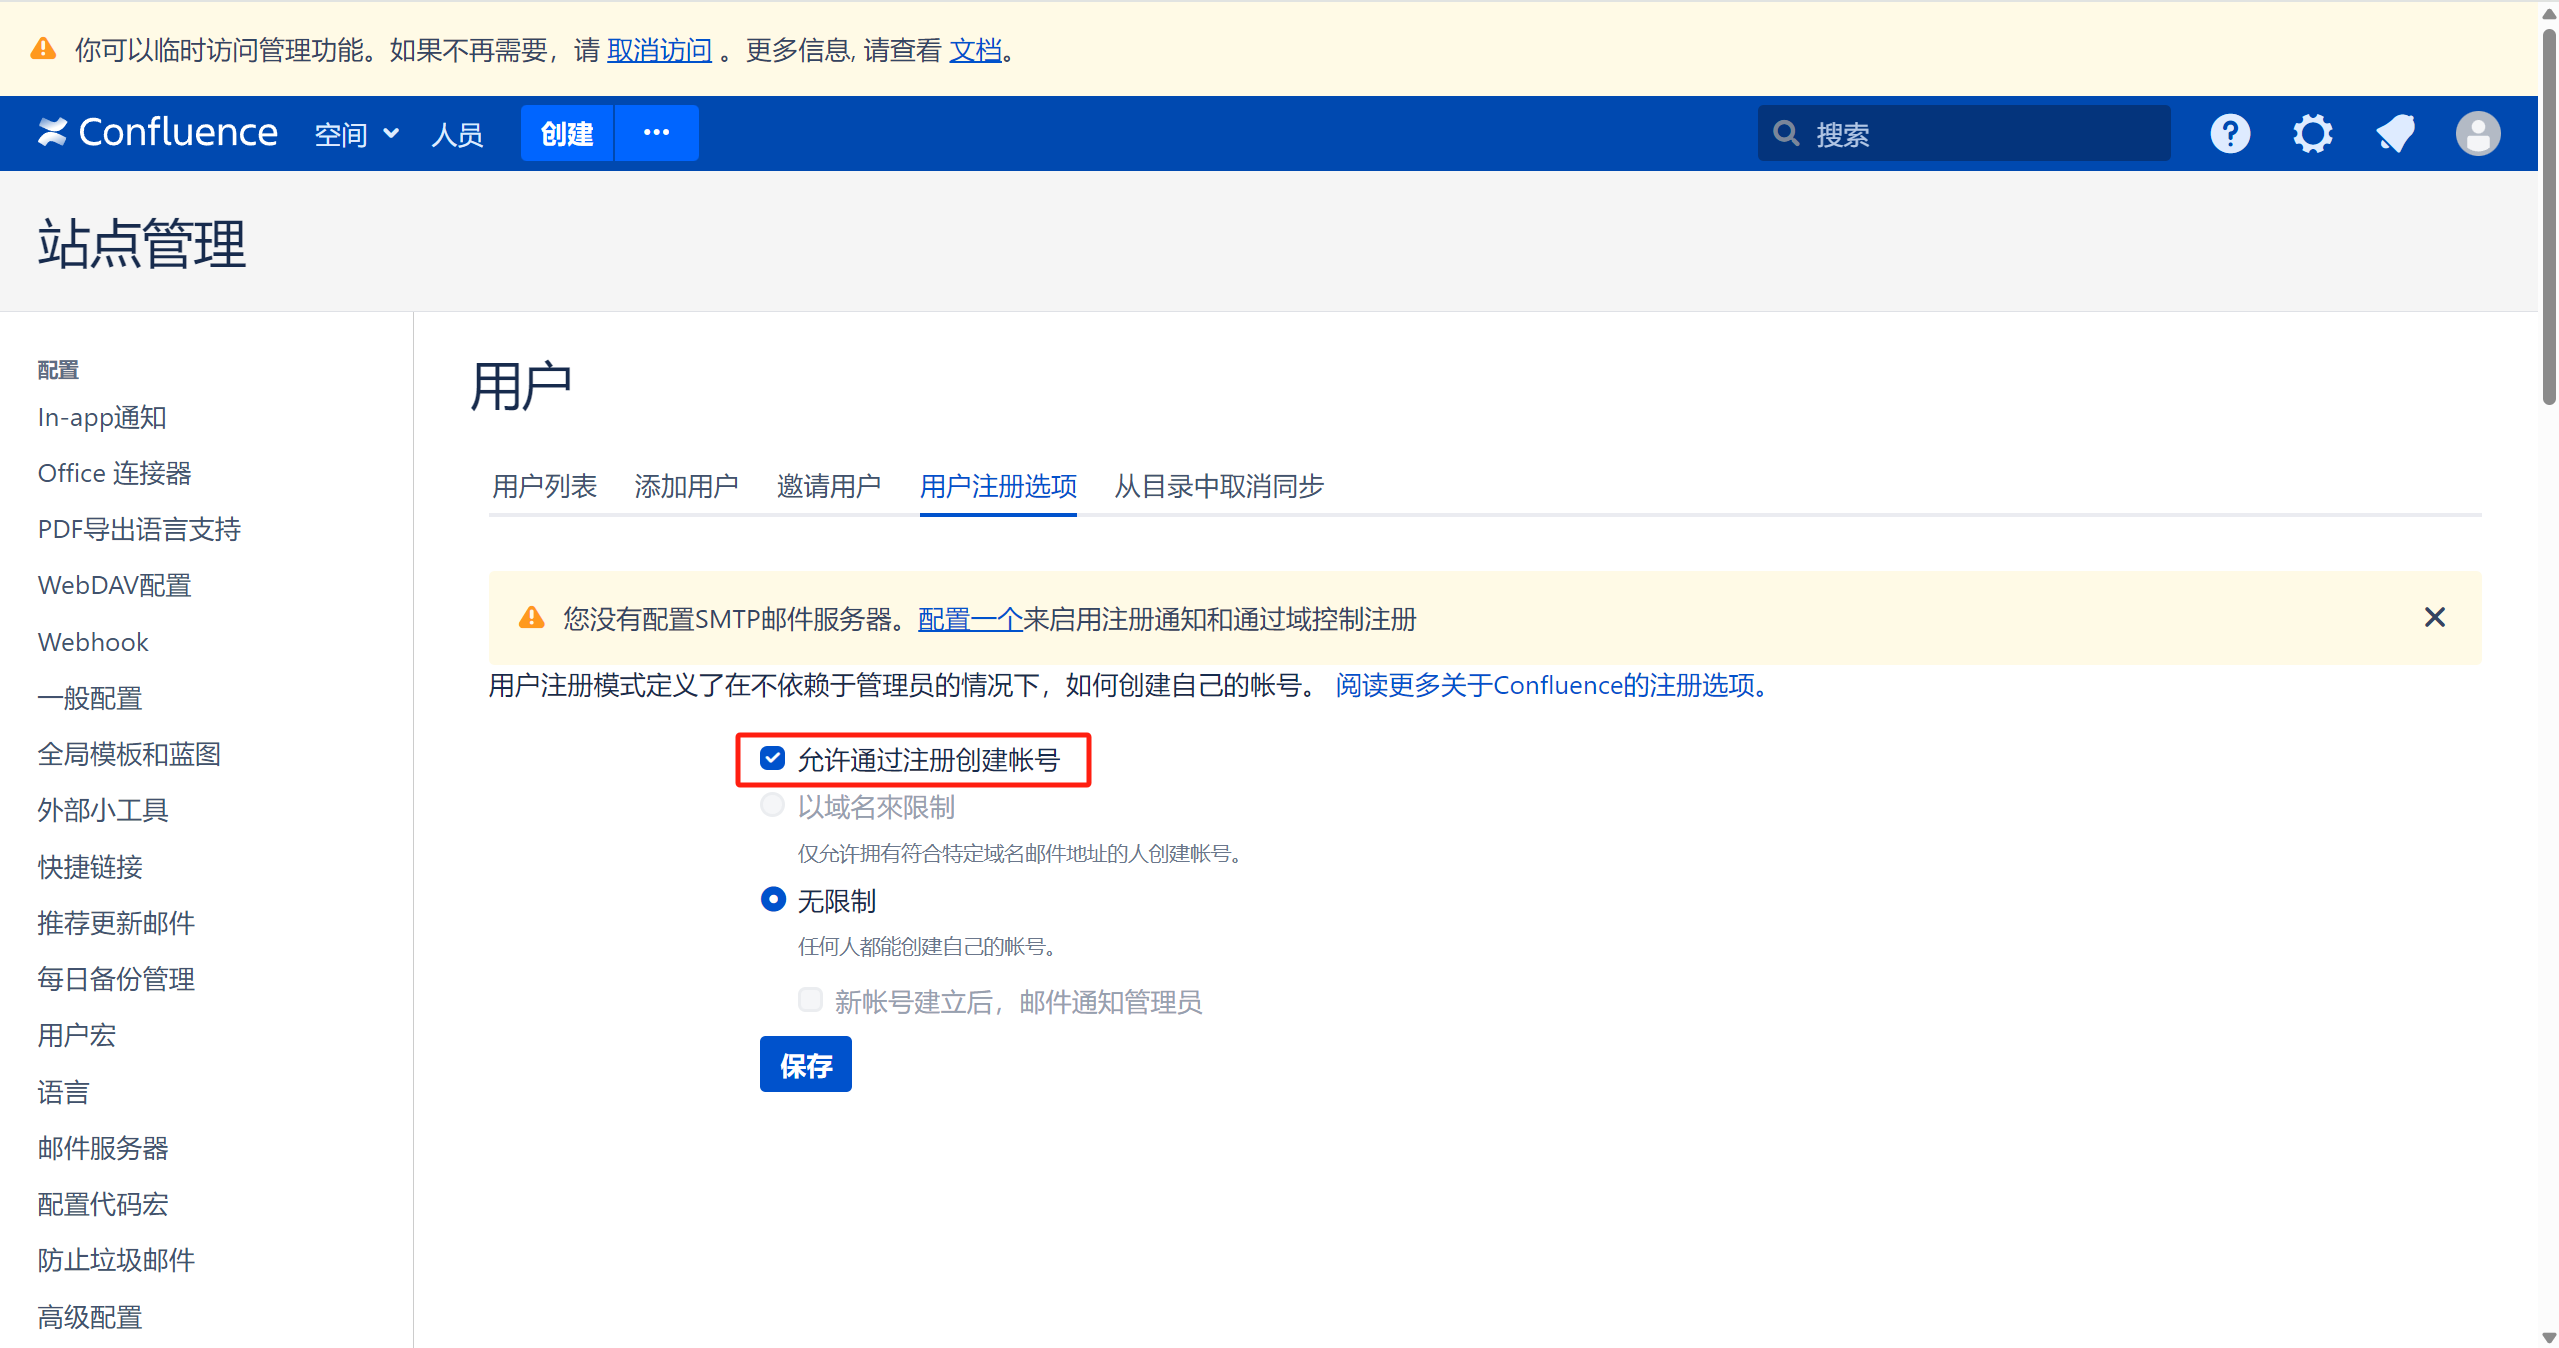 你可以临时访问管理功能。如果不再需要，请 取消访问 。更多信息, 请查看 文档。
Confluence 空间 人员 创建 ··· 搜索
站点管理
配置
In-app通知
Office 连接器
PDF导出语言支持
WebDAV配置
Webhook
一般配置
全局模板和蓝图
外部小工具
快捷链接
推荐更新邮件
每日备份管理
用户宏
语言
邮件服务器
配置代码宏
防止垃圾邮件
高级配置
用户
用户列表 添加用户 邀请用户 用户注册选项 从目录中取消同步
您没有配置SMTP邮件服务器。配置一个来启用注册通知和通过域控制注册
用户注册模式定义了在不依赖于管理员的情况下，如何创建自己的帐号。 阅读更多关于Confluence的注册选项。
允许通过注册创建帐号
以域名來限制
仅允许拥有符合特定域名邮件地址的人创建帐号。
无限制
任何人都能创建自己的帐号。
新帐号建立后，邮件通知管理员
保存